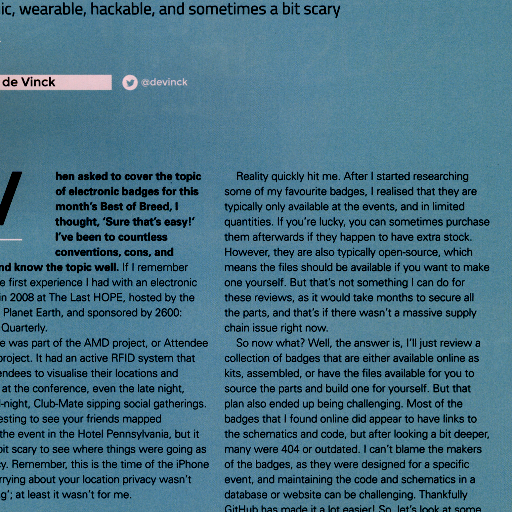 ic, wearable, hackable, and sometimes a bit scary
de Vinck
@devinck
hen asked to cover the topic
of electronic badges for this
month's Best of Breed, I
thought, 'Sure that's easy!'
I've been to countless
conventions, cons, and
nd know the topic well. If I remember
e first experience I had with an electronic
in 2008 at The Last HOPE, hosted by the
Planet Earth, and sponsored by 2600:
Quarterly.
e was part of the AMD project, or Attendee
project. It had an active RFID system that
endees to visualise their locations and
at the conference, even the late night,
-night, Club-Mate sipping social gatherings.
esting to see your friends mapped
the event in the Hotel Pennsylvania, but it
bit scary to see where things were going as
cy. Remember, this is the time of the iPhone
rrying about your location privacy wasn't
g'; at least it wasn't for me.
Reality quickly hit me. After I started researching
some of my favourite badges, I realised that they are
typically only available at the events, and in limited
quantities. If you're lucky, you can sometimes purchase
them afterwards if they happen to have extra stock.
However, they are also typically open-source, which
means the files should be available if you want to make
one yourself. But that's not something I can do for
these reviews, as it would take months to secure all
the parts, and that's if there wasn't a massive supply
chain issue right now.
So now what? Well, the answer is, I'll just review a
collection of badges that are either available online as
kits, assembled, or have the files available for you to
source the parts and build one for yourself. But that
plan also ended up being challenging. Most of the
badges that I found online did appear to have links to
the schematics and code, but after looking a bit deeper,
many were 404 or outdated. I can't blame the makers
of the badges, as they were designed for a specific
event, and maintaining the code and schematics in a
database or website can be challenging. Thankfully
GitHub has made it a lot easier! So, let's look at some